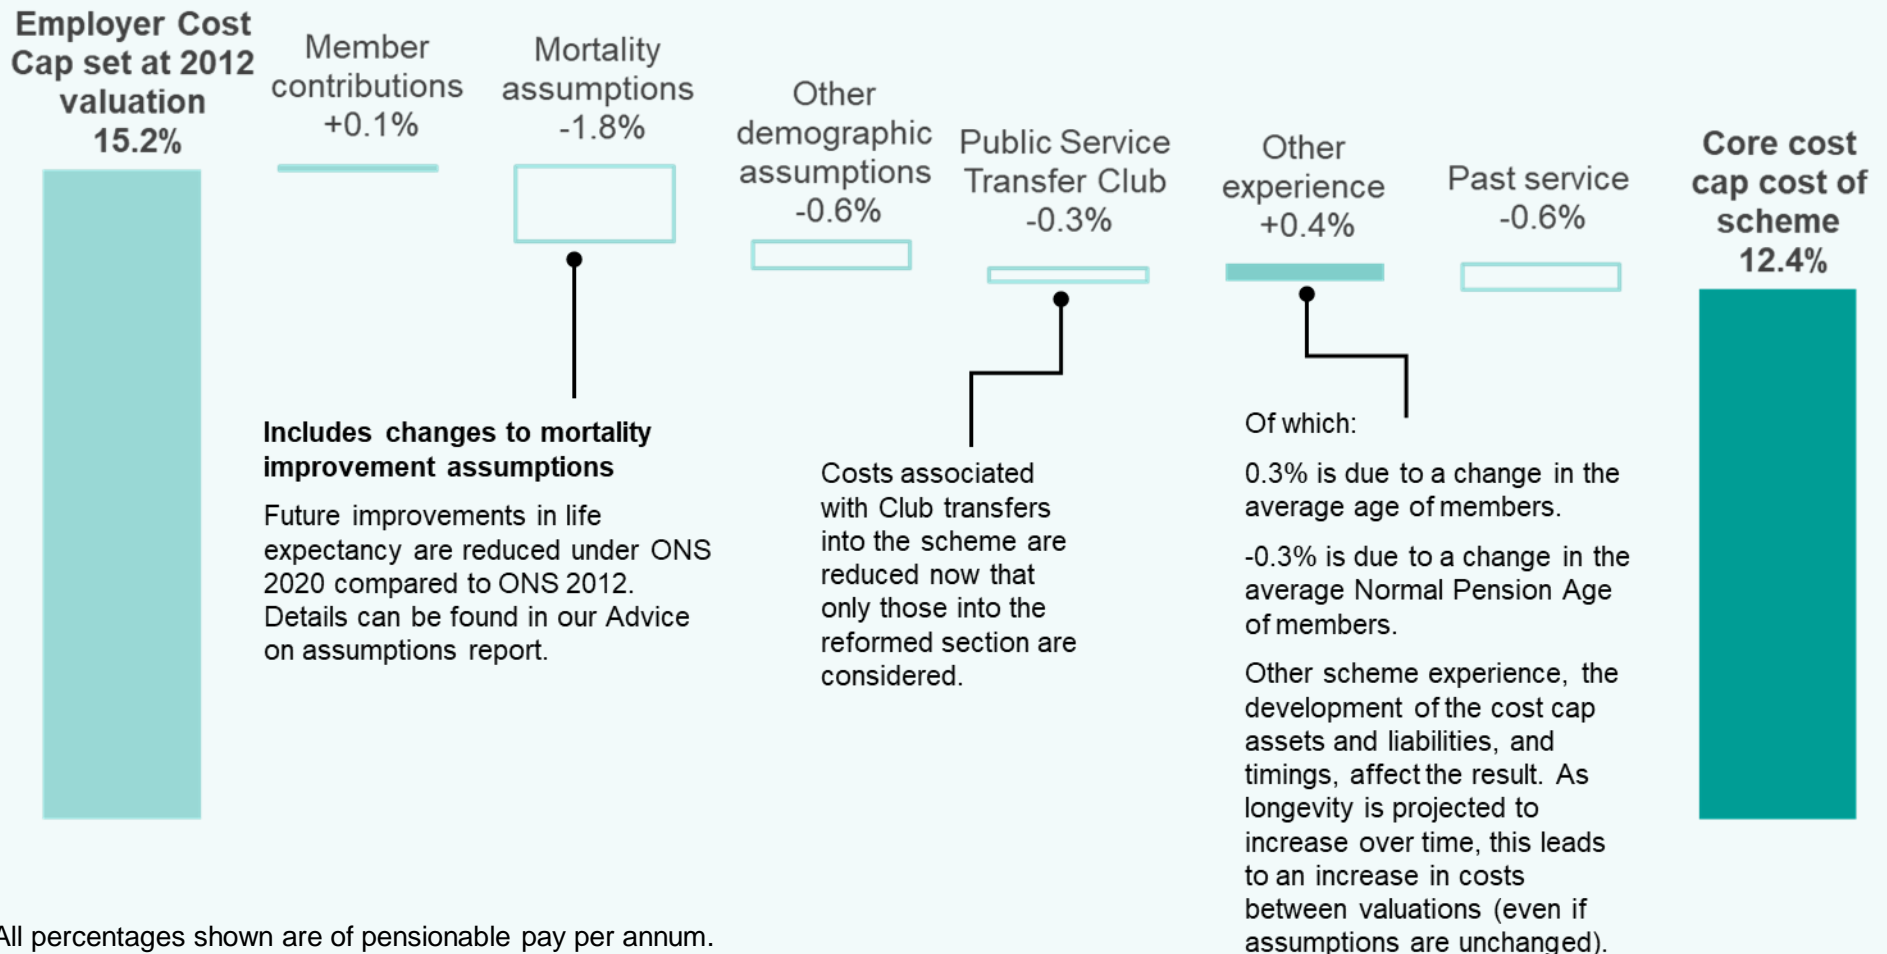 Employer Cost
Cap set at 2012
valuation
15.2%
Member
contributions
+0.1%
Mortality
assumptions
-1.8%
Other
demographic
assumptions
-0.6%
Public Service
Transfer Club
-0.3%
Other
experience
+0.4%
Past service
-0.6%
Core cost
cap cost of
scheme
12.4%
Includes changes to mortality
improvement assumptions
Future improvements in life
expectancy are reduced under ONS
2020 compared to ONS 2012.
Details can be found in our Advice
on assumptions report.
Costs associated
with Club transfers
into the scheme are
reduced now that
only those into the
reformed section are
considered.
Of which:
0.3% is due to a change in the
average age of members.
-0.3% is due to a change in the
average Normal Pension Age
of members.
Other scheme experience, the
development of the cost cap
assets and liabilities, and
timings, affect the result. As
longevity is projected to
increase over time, this leads
to an increase in costs
between valuations (even if
assumptions are unchanged).
All percentages shown are of pensionable pay per annum.